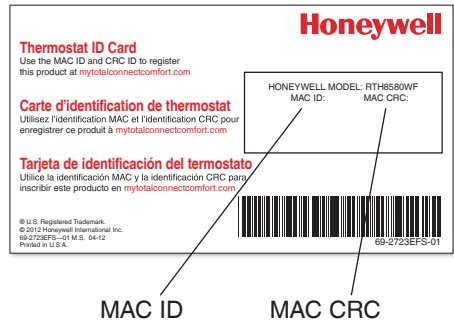 Honeywell
Thermostat ID Card
Use the MAC ID and CRC ID to register
this product at mytotalconnectcomfort.com
HONEYWELL MODEL: RTH8580WF
MAC ID: MAC CRC:
Carte d'identification de thermostat
Utilisez l'identification MAC et l'identification CRC pour
enregistrer ce produit à mytotalconnectcomfort.com
Tarjeta de identificación del termostato
Utilice la identificación MAC y la identificación CRC para
inscribir este producto en mytotalconnectcomfort.com
® U.S. Registered Trademark.
© 2012 Honeywell International Inc.
69-2723EFS—01 M.S. 04-12
Printed in U.S.A.
69-2723EFS-01
MAC ID MAC CRC